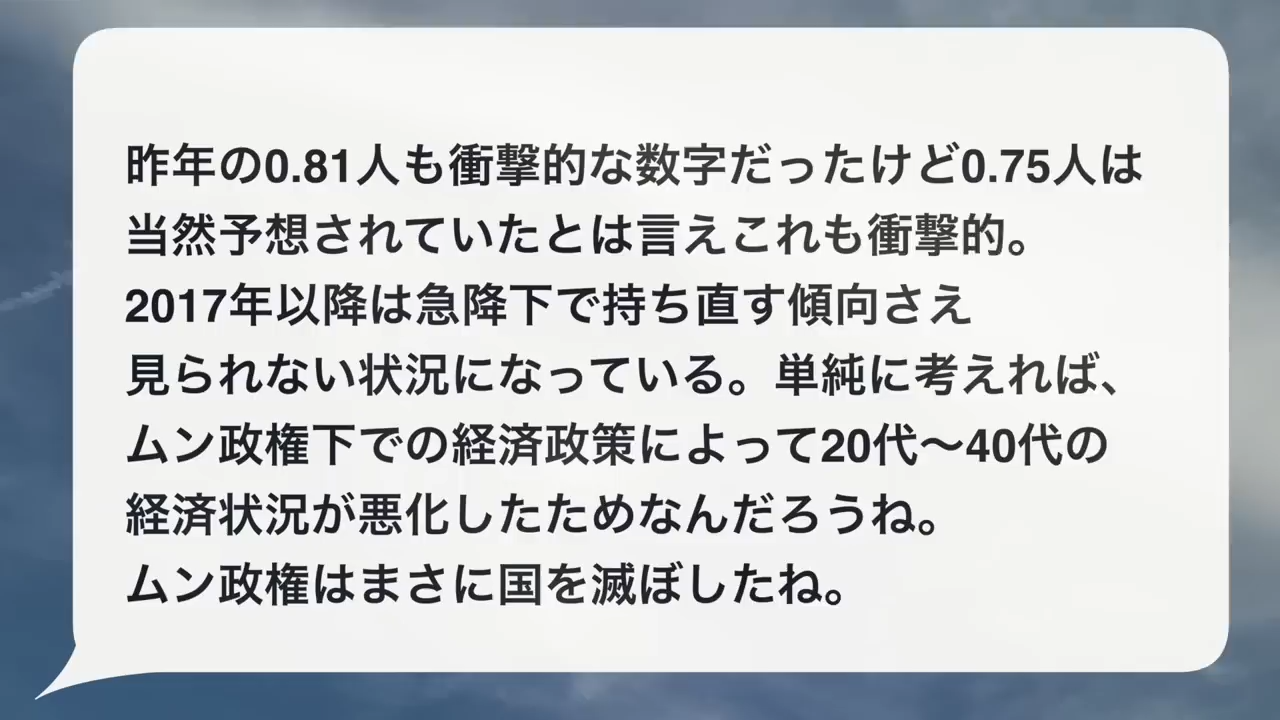 昨年の0.81人も衝撃的な数字だったけど0.75人は
当然予想されていたとは言えこれも衝撃的。
2017年以降は急降下で持ち直す傾向さえ
見られない状況になっている。単純に考えれば、
ムン政権下での経済政策によって20代～40代の
経済状況が悪化したためなんだろうね。
ムン政権はまさに国を滅ぼしたね。